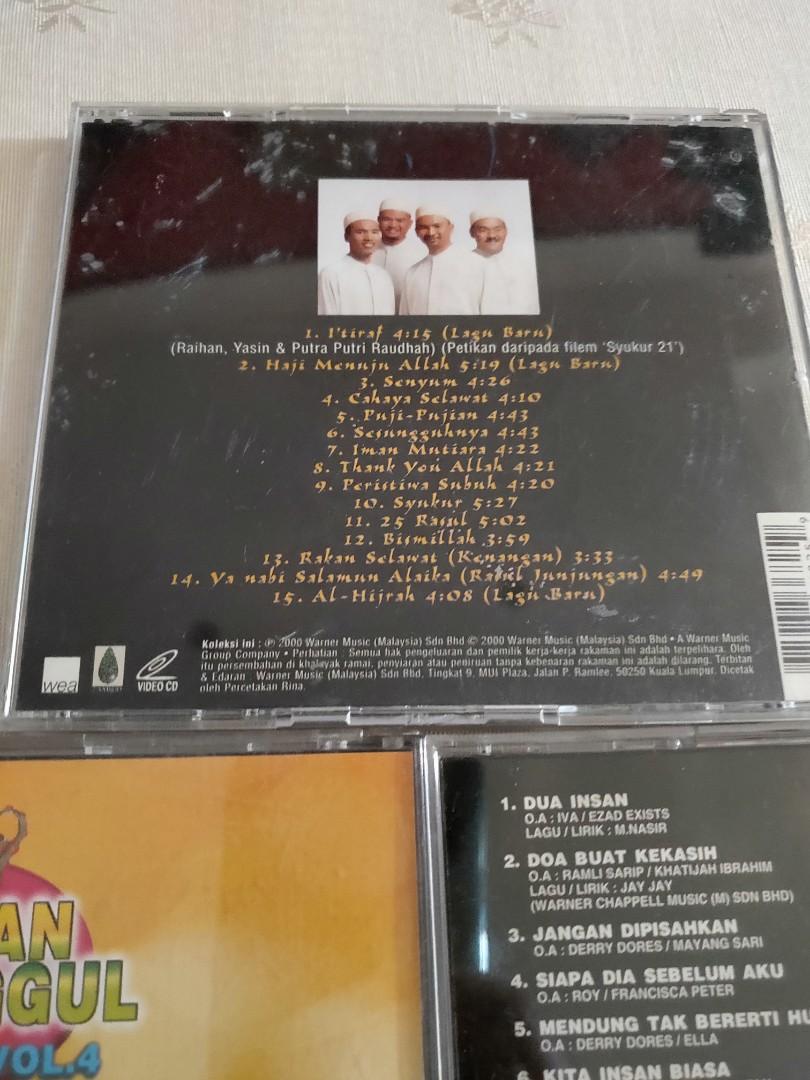 1. I'tiraf 4:15 (Lagu Baru)
(Raihan, Yasin & Putra Putri Raudhah) (Petikan daripada filem 'Syukur 21')
2. Haji Menuju Allah 5:19 (Lagu Baru)
3. Senyum 4:26
4. Cahaya Selawat 4:10
5. Puji-Pujian 4:43
6. Sesungguhnya 4:43
7. Iman Mutiara 4:22
8. Thank You Allah 4:21
9. Peristiwa Subuh 4:20
10. Syukur 5:27
11. 25 Rasul 5:02
12. Bismillah 3:59
13. Rakan Selawat (Kenangan) 3:33
14. Ya nabi Salamun Alaika (Rasul Junjungan) 4:49
15. Al-Hijrah 4:08 (Lagu Baru)
Koleksi ini : ℗ 2000 Warner Music (Malaysia) Sdn Bhd © 2000 Warner Music (Malaysia) Sdn Bhd • A Warner Music
Group Company • Perhatian : Semua hak pengeluaran dan pemilik kerja-kerja rakaman ini adalah terpelihara. Oleh
itu persembahan di khalayak ramai, penyiaran atau peniruan tanpa kebenaran rakaman ini adalah dilarang. Terbitan
& Edaran : Warner Music (Malaysia) Sdn Bhd, Tingkat 9, MUI Plaza, Jalan P. Ramlee, 50250 Kuala Lumpur. Dicetak
oleh Percetakan Rina.
wea
VIDEO CD
AN
GGUL
VOL.4
1. DUA INSAN
O.A : IVA / EZAD EXISTS
LAGU / LIRIK : M.NASIR
2. DOA BUAT KEKASIH
O.A : RAMLI SARIP / KHATIJAH IBRAHIM
LAGU / LIRIK : JAY JAY
(WARNER CHAPPELL MUSIC (M) SDN BHD)
3. JANGAN DIPISAHKAN
O.A : DERRY DORES / MAYANG SARI
4. SIAPA DIA SEBELUM AKU
O.A : ROY / FRANCISCA PETER
5. MENDUNG TAK BERERTI HU
O.A : DERRY DORES / ELLA
6. KITA INSAN BIASA